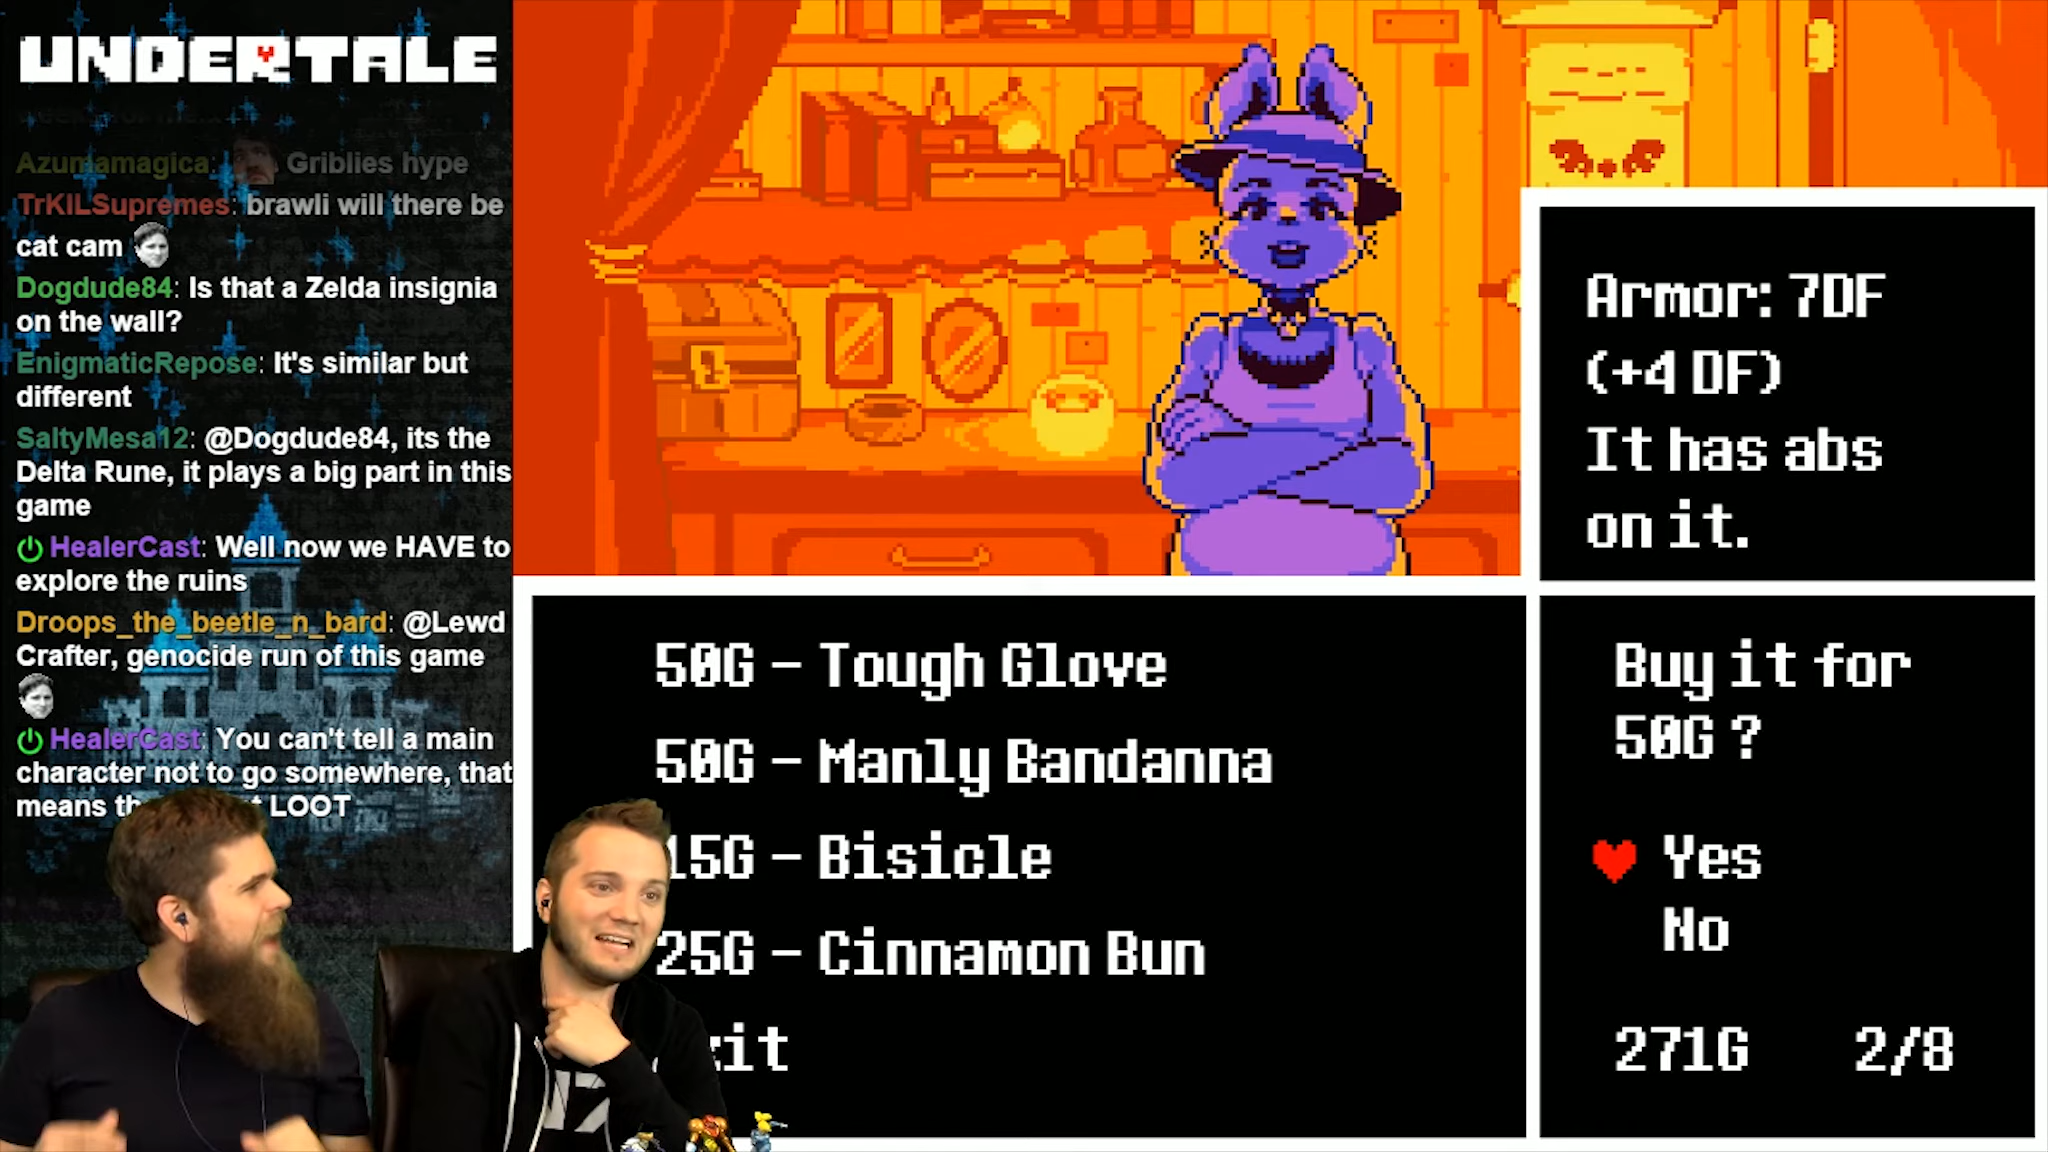 UNDERTALE
Azumamagica: Griblies hype
TrKILSupremes: brawli will there be
cat cam
Dogdude84: Is that a Zelda insignia
on the wall?
EnigmaticRepose: It's similar but
different
SaltyMesa12: @Dogdude84, its the
Delta Rune, it plays a big part in this
game
HealerCast: Well now we HAVE to
explore the ruins
Droops_the_beetle_n_bard: @Lewd
Crafter, genocide run of this game
HealerCast: You can't tell a main
character not to go somewhere, that
means LOOT
Armor: 7DF
(+4 DF)
It has abs
on it.
50G - Tough Glove
50G - Manly Bandanna
15G - Bisicle
25G - Cinnamon Bun
xit
Buy it for
50G ?
Yes
No
271G 2/8